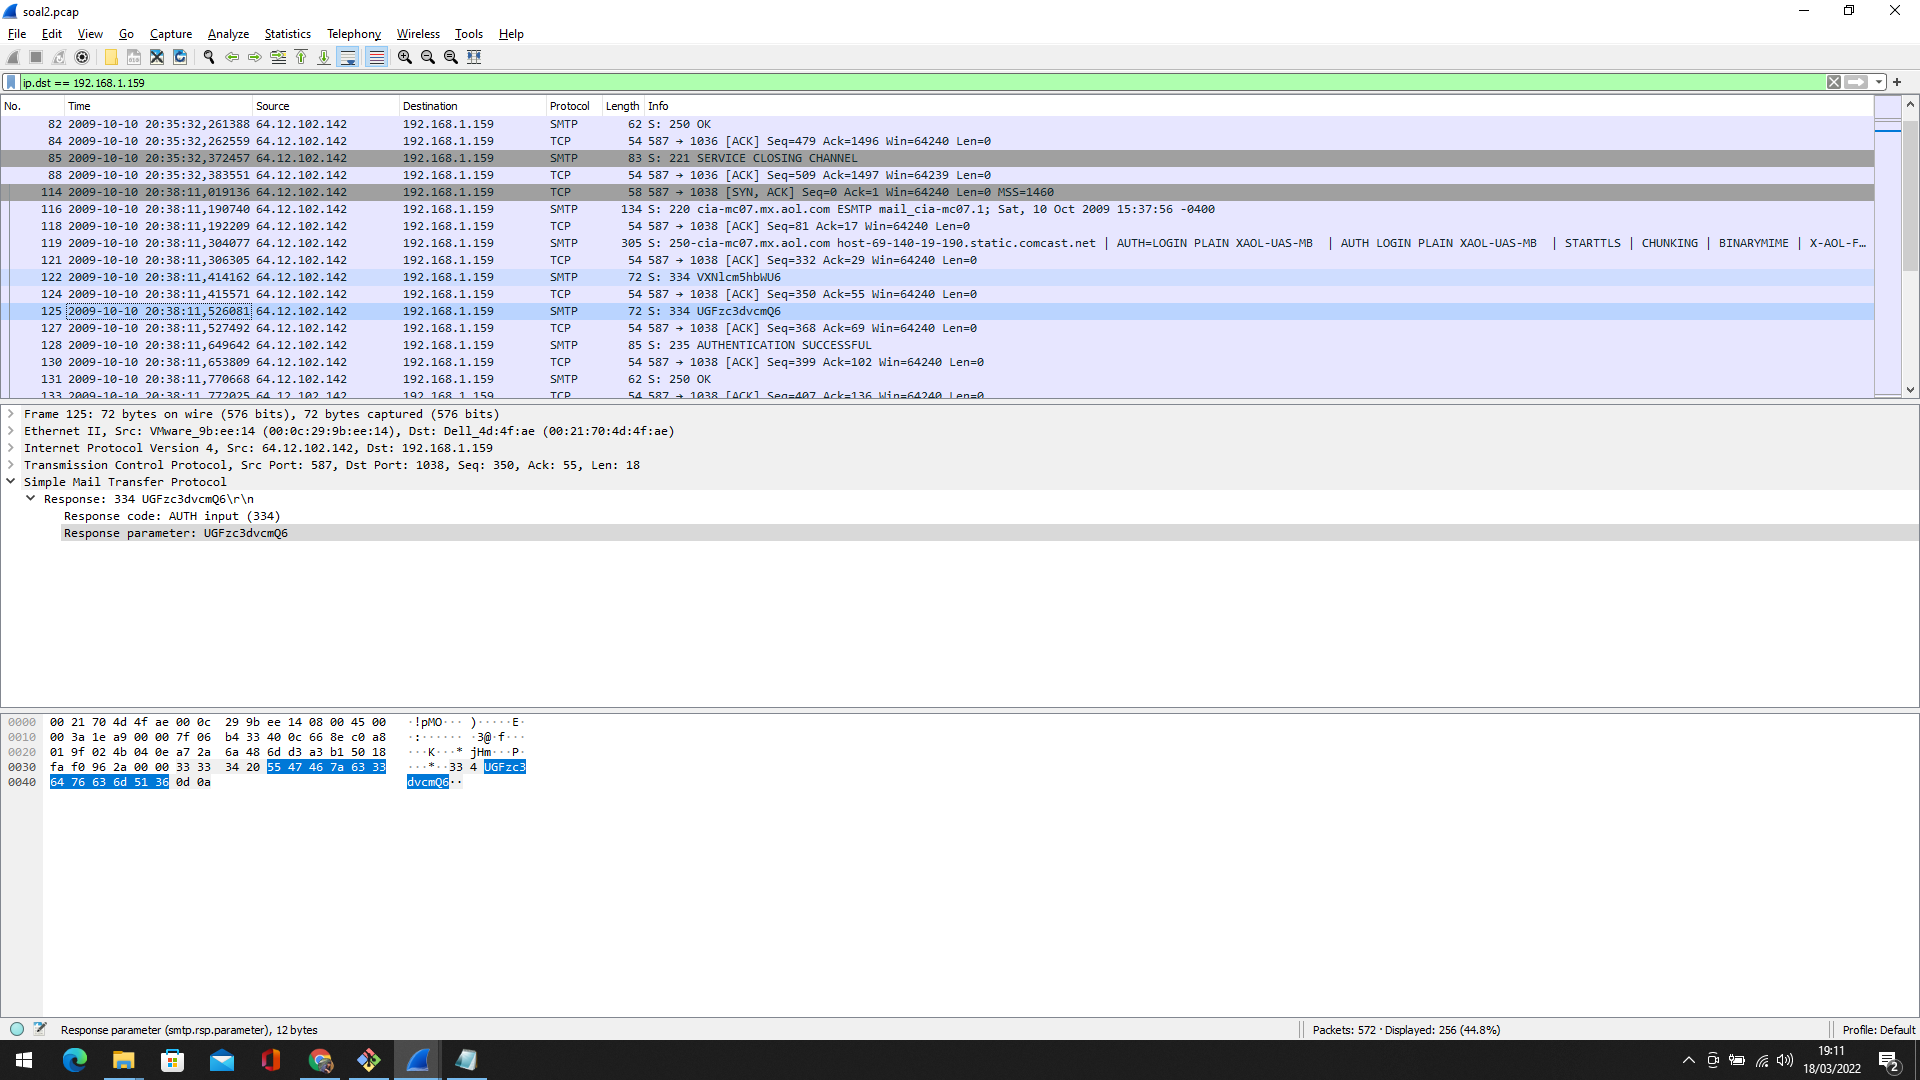 soal2.pcap
File Edit View Go Capture Analyze Statistics Telephony Wireless Tools Help
ip.dst == 192.168.1.159
No. Time Source Destination Protocol Length Info
82 2009-10-10 20:35:32,261388 64.12.102.142 192.168.1.159 SMTP 62 S: 250 OK
84 2009-10-10 20:35:32,262559 64.12.102.142 192.168.1.159 TCP 54 587 → 1036 [ACK] Seq=479 Ack=1496 Win=64240 Len=0
85 2009-10-10 20:35:32,372457 64.12.102.142 192.168.1.159 SMTP 83 S: 221 SERVICE CLOSING CHANNEL
88 2009-10-10 20:35:32,383551 64.12.102.142 192.168.1.159 TCP 54 587 → 1036 [ACK] Seq=509 Ack=1497 Win=64239 Len=0
114 2009-10-10 20:38:11,019136 64.12.102.142 192.168.1.159 TCP 58 587 → 1038 [SYN, ACK] Seq=0 Ack=1 Win=64240 Len=0 MSS=1460
116 2009-10-10 20:38:11,190740 64.12.102.142 192.168.1.159 SMTP 134 S: 220 cia-mc07.mx.aol.com ESMTP mail_cia-mc07.1; Sat, 10 Oct 2009 15:37:56 -0400
118 2009-10-10 20:38:11,192209 64.12.102.142 192.168.1.159 TCP 54 587 → 1038 [ACK] Seq=81 Ack=17 Win=64240 Len=0
119 2009-10-10 20:38:11,304077 64.12.102.142 192.168.1.159 SMTP 305 S: 250-cia-mc07.mx.aol.com host-69-140-19-190.static.comcast.net | AUTH=LOGIN PLAIN XAOL-UAS-MB | AUTH LOGIN PLAIN XAOL-UAS-MB | STARTTLS | CHUNKING | BINARYMIME | X-AOL-F…
121 2009-10-10 20:38:11,306305 64.12.102.142 192.168.1.159 TCP 54 587 → 1038 [ACK] Seq=332 Ack=29 Win=64240 Len=0
122 2009-10-10 20:38:11,414162 64.12.102.142 192.168.1.159 SMTP 72 S: 334 VXNlcm5hbWU6
124 2009-10-10 20:38:11,415571 64.12.102.142 192.168.1.159 TCP 54 587 → 1038 [ACK] Seq=350 Ack=55 Win=64240 Len=0
125 2009-10-10 20:38:11,526081 64.12.102.142 192.168.1.159 SMTP 72 S: 334 UGFzc3dvcmQ6
127 2009-10-10 20:38:11,527492 64.12.102.142 192.168.1.159 TCP 54 587 → 1038 [ACK] Seq=368 Ack=69 Win=64240 Len=0
128 2009-10-10 20:38:11,649642 64.12.102.142 192.168.1.159 SMTP 85 S: 235 AUTHENTICATION SUCCESSFUL
130 2009-10-10 20:38:11,653809 64.12.102.142 192.168.1.159 TCP 54 587 → 1038 [ACK] Seq=399 Ack=102 Win=64240 Len=0
131 2009-10-10 20:38:11,770668 64.12.102.142 192.168.1.159 SMTP 62 S: 250 OK
133 2009-10-10 20:38:11,772025 64.12.102.142 192.168.1.159 TCP 54 587 → 1038 [ACK] Seq=407 Ack=136 Win=64240 Len=0
Frame 125: 72 bytes on wire (576 bits), 72 bytes captured (576 bits)
Ethernet II, Src: VMware_9b:ee:14 (00:0c:29:9b:ee:14), Dst: Dell_4d:4f:ae (00:21:70:4d:4f:ae)
Internet Protocol Version 4, Src: 64.12.102.142, Dst: 192.168.1.159
Transmission Control Protocol, Src Port: 587, Dst Port: 1038, Seq: 350, Ack: 55, Len: 18
Simple Mail Transfer Protocol
Response: 334 UGFzc3dvcmQ6\r\n
Response code: AUTH input (334)
Response parameter: UGFzc3dvcmQ6
0000 00 21 70 4d 4f ae 00 0c 29 9b ee 14 08 00 45 00 ·!pMO··· )·····E·
0010 00 3a 1e a9 00 00 7f 06 b4 33 40 0c 66 8e c0 a8 ·:······ ·3@·f···
0020 01 9f 02 4b 04 0e a7 2a 6a 48 6d d3 a3 b1 50 18 ···K···* jHm···P·
0030 fa f0 96 2a 00 00 33 33 34 20 55 47 46 7a 63 33 ···*··33 4 UGFzc3
0040 64 76 63 6d 51 36 0d 0a dvcmQ6··
Response parameter (smtp.rsp.parameter), 12 bytes
Packets: 572 · Displayed: 256 (44.8%)
Profile: Default
19:11
18/03/2022
2